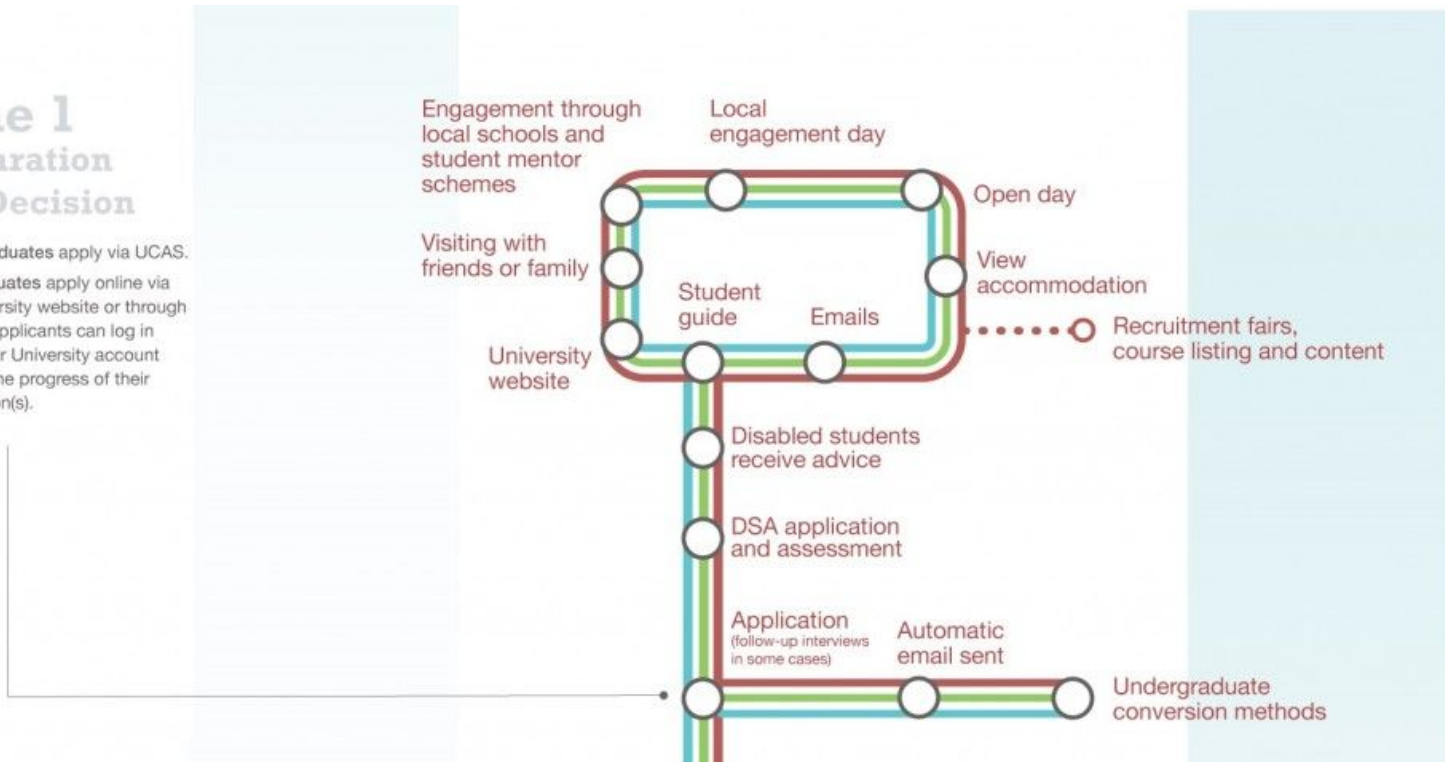 e 1
aration
Decision
duates apply via UCAS.
uates apply online via
rsity website or through
pplicants can log in
r University account
he progress of their
n(s).
Engagement through
local schools and
student mentor
schemes
Local
engagement day
Open day
Visiting with
friends or family
View
accommodation
Student
guide
Emails
University
website
Recruitment fairs,
course listing and content
Disabled students
receive advice
DSA application
and assessment
Application
(follow-up interviews
in some cases)
Automatic
email sent
Undergraduate
conversion methods